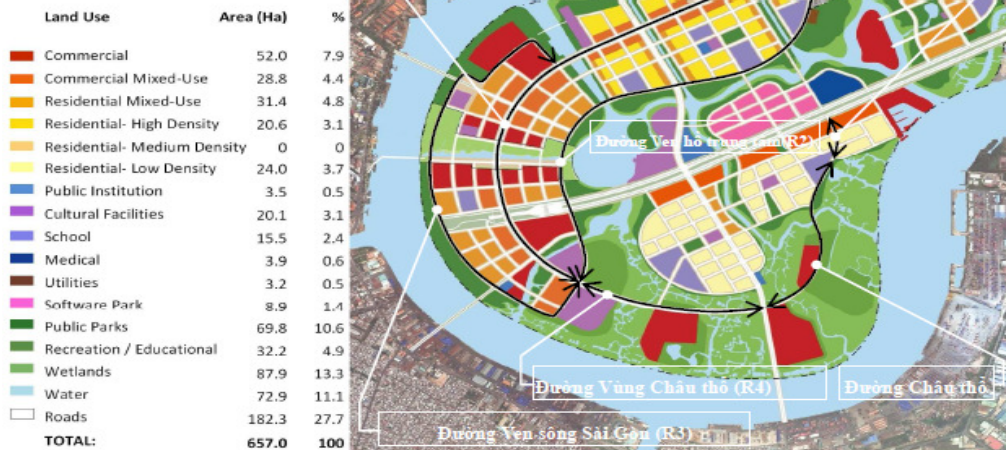 Land Use Area (Ha) %
Commercial 52.0 7.9
Commercial Mixed-Use 28.8 4.4
Residential Mixed-Use 31.4 4.8
Residential- High Density 20.6 3.1
Residential- Medium Density 0 0
Residential- Low Density 24.0 3.7
Public Institution 3.5 0.5
Cultural Facilities 20.1 3.1
School 15.5 2.4
Medical 3.9 0.6
Utilities 3.2 0.5
Software Park 8.9 1.4
Public Parks 69.8 10.6
Recreation / Educational 32.2 4.9
Wetlands 87.9 13.3
Water 72.9 11.1
Roads 182.3 27.7
TOTAL: 657.0 100
Đường Ven hồ trung tâm(R2)
Đường Vùng Châu thổ (R4)
Đường Châu thổ
Đường Ven sông Sài Gòn (R3)